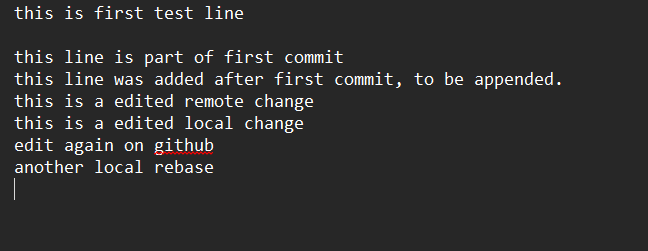 this is first test line

this line is part of first commit
this line was added after first commit, to be appended.
this is a edited remote change
this is a edited local change
edit again on github
another local rebase